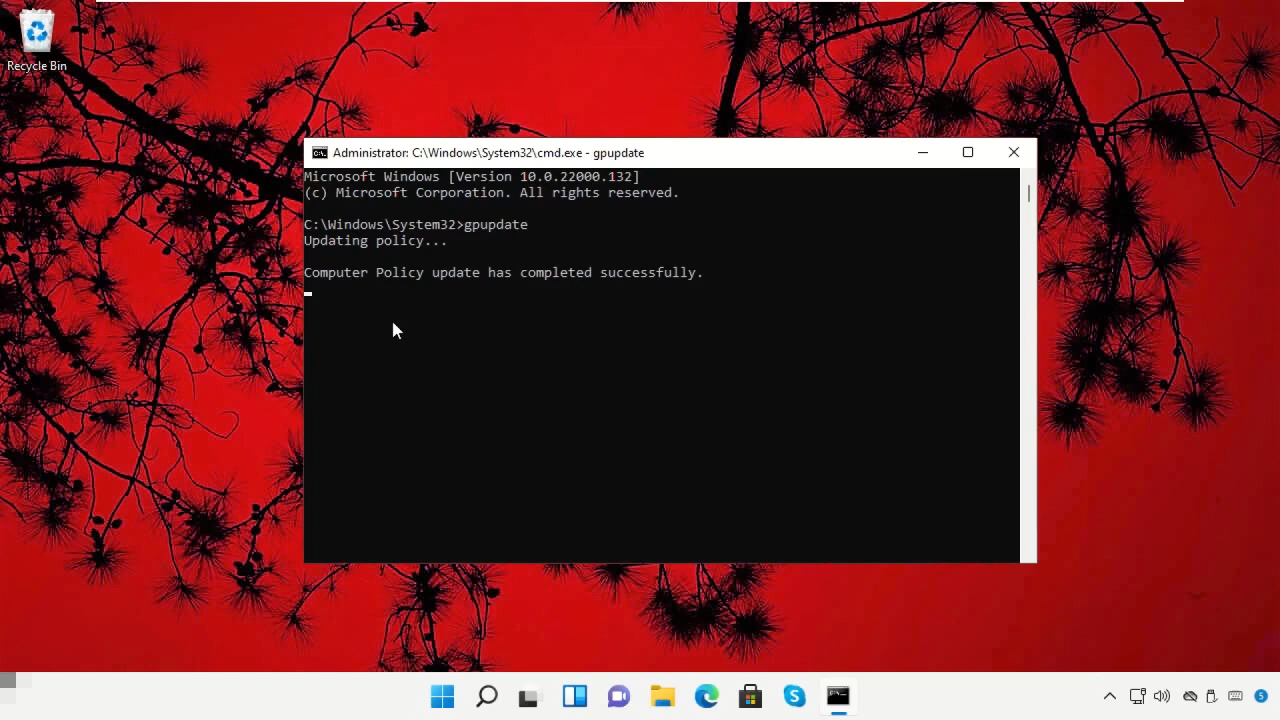 Recycle Bin
Administrator: C:\Windows\System32\cmd.exe - gpupdate
Microsoft Windows [Version 10.0.22000.132]
(c) Microsoft Corporation. All rights reserved.
C:\Windows\System32>gpupdate
Updating policy...
Computer Policy update has completed successfully.
5